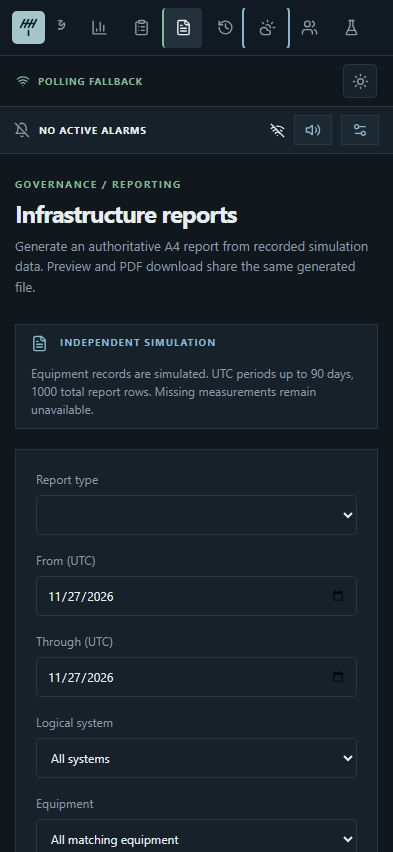 POLLING FALLBACK
NO ACTIVE ALARMS
GOVERNANCE / REPORTING
Infrastructure reports
Generate an authoritative A4 report from recorded simulation
data. Preview and PDF download share the same generated
file.
INDEPENDENT SIMULATION
Equipment records are simulated. UTC periods up to 90 days,
1000 total report rows. Missing measurements remain
unavailable.
Report type
From (UTC)
11/27/2026
Through (UTC)
11/27/2026
Logical system
All systems
Equipment
All matching equipment